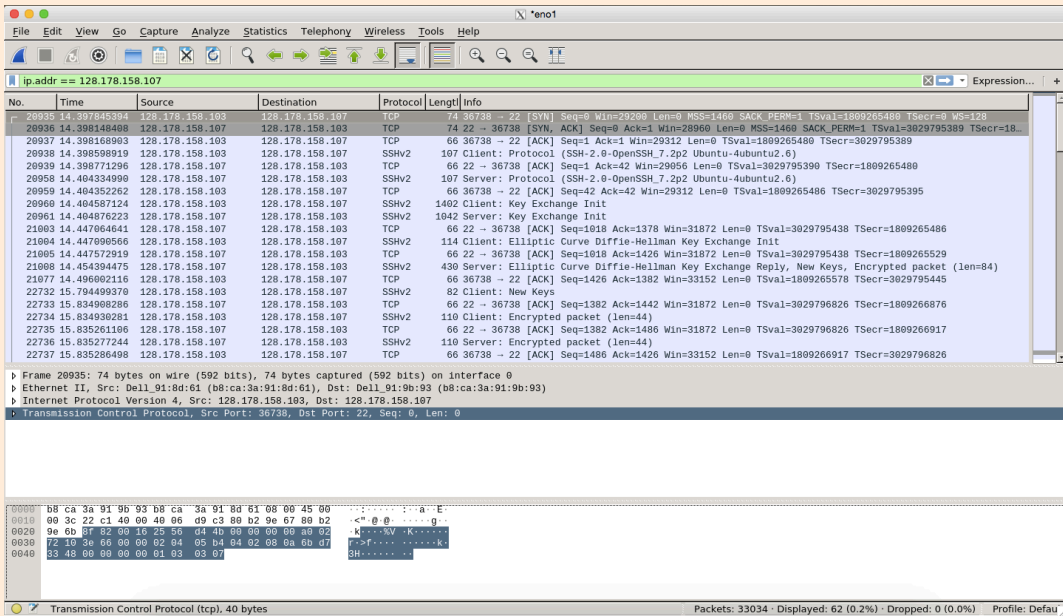 *eno1
File Edit View Go Capture Analyze Statistics Telephony Wireless Tools Help
ip.addr == 128.178.158.107 Expression... +
No. Time Source Destination Protocol Lengtl Info
20935 14.397845394 128.178.158.103 128.178.158.107 TCP 74 36738 → 22 [SYN] Seq=0 Win=29200 Len=0 MSS=1460 SACK_PERM=1 TSval=1809265480 TSecr=0 WS=128
20936 14.398148408 128.178.158.107 128.178.158.103 TCP 74 22 → 36738 [SYN, ACK] Seq=0 Ack=1 Win=28960 Len=0 MSS=1460 SACK_PERM=1 TSval=3029795389 TSecr=18…
20937 14.398168903 128.178.158.103 128.178.158.107 TCP 66 36738 → 22 [ACK] Seq=1 Ack=1 Win=29312 Len=0 TSval=1809265480 TSecr=3029795389
20938 14.398598919 128.178.158.103 128.178.158.107 SSHv2 107 Client: Protocol (SSH-2.0-OpenSSH_7.2p2 Ubuntu-4ubuntu2.6)
20939 14.398771296 128.178.158.107 128.178.158.103 TCP 66 22 → 36738 [ACK] Seq=1 Ack=42 Win=29056 Len=0 TSval=3029795390 TSecr=1809265480
20958 14.404334990 128.178.158.107 128.178.158.103 SSHv2 107 Server: Protocol (SSH-2.0-OpenSSH_7.2p2 Ubuntu-4ubuntu2.6)
20959 14.404352262 128.178.158.103 128.178.158.107 TCP 66 36738 → 22 [ACK] Seq=42 Ack=42 Win=29312 Len=0 TSval=1809265486 TSecr=3029795395
20960 14.404587124 128.178.158.103 128.178.158.107 SSHv2 1402 Client: Key Exchange Init
20961 14.404876223 128.178.158.107 128.178.158.103 SSHv2 1042 Server: Key Exchange Init
21003 14.447064641 128.178.158.107 128.178.158.103 TCP 66 22 → 36738 [ACK] Seq=1018 Ack=1378 Win=31872 Len=0 TSval=3029795438 TSecr=1809265486
21004 14.447090566 128.178.158.103 128.178.158.107 SSHv2 114 Client: Elliptic Curve Diffie-Hellman Key Exchange Init
21005 14.447572919 128.178.158.107 128.178.158.103 TCP 66 22 → 36738 [ACK] Seq=1018 Ack=1426 Win=31872 Len=0 TSval=3029795438 TSecr=1809265529
21008 14.454394475 128.178.158.107 128.178.158.103 SSHv2 430 Server: Elliptic Curve Diffie-Hellman Key Exchange Reply, New Keys, Encrypted packet (len=84)
21077 14.496002116 128.178.158.103 128.178.158.107 TCP 66 36738 → 22 [ACK] Seq=1426 Ack=1382 Win=33152 Len=0 TSval=1809265578 TSecr=3029795445
22732 15.794499370 128.178.158.103 128.178.158.107 SSHv2 82 Client: New Keys
22733 15.834908286 128.178.158.107 128.178.158.103 TCP 66 22 → 36738 [ACK] Seq=1382 Ack=1442 Win=31872 Len=0 TSval=3029796826 TSecr=1809266876
22734 15.834930281 128.178.158.103 128.178.158.107 SSHv2 110 Client: Encrypted packet (len=44)
22735 15.835261106 128.178.158.107 128.178.158.103 TCP 66 22 → 36738 [ACK] Seq=1382 Ack=1486 Win=31872 Len=0 TSval=3029796826 TSecr=1809266917
22736 15.835277244 128.178.158.107 128.178.158.103 SSHv2 110 Server: Encrypted packet (len=44)
22737 15.835286498 128.178.158.103 128.178.158.107 TCP 66 36738 → 22 [ACK] Seq=1486 Ack=1426 Win=33152 Len=0 TSval=1809266917 TSecr=3029796826
Frame 20935: 74 bytes on wire (592 bits), 74 bytes captured (592 bits) on interface 0
Ethernet II, Src: Dell_91:8d:61 (b8:ca:3a:91:8d:61), Dst: Dell_91:9b:93 (b8:ca:3a:91:9b:93)
Internet Protocol Version 4, Src: 128.178.158.103, Dst: 128.178.158.107
Transmission Control Protocol, Src Port: 36738, Dst Port: 22, Seq: 0, Len: 0
0000 b8 ca 3a 91 9b 93 b8 ca 3a 91 8d 61 08 00 45 00 ··:····· :··a··E·
0010 00 3c 22 c1 40 00 40 06 d9 c3 80 b2 9e 67 80 b2 ·<"·@·@· ·····g··
0020 9e 6b 8f 82 00 16 25 56 d4 4b 00 00 00 00 a0 02 ·k····%V ·K······
0030 72 10 3e 66 00 00 02 04 05 b4 04 02 08 0a 6b d7 r·>f···· ······k·
0040 33 48 00 00 00 00 01 03 03 07 3H······ ··
Transmission Control Protocol (tcp), 40 bytes Packets: 33034 · Displayed: 62 (0.2%) · Dropped: 0 (0.0%) Profile: Defau